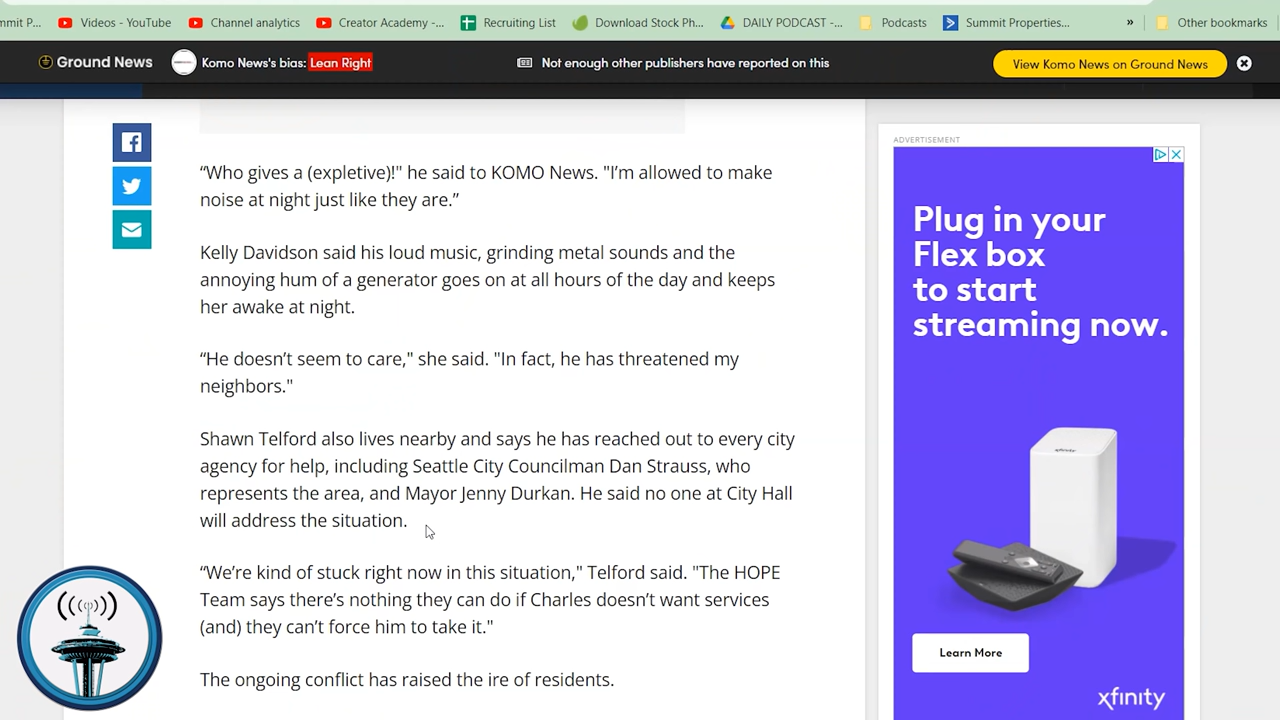 mmit P...
Videos - YouTube
Channel analytics
Creator Academy -...
Recruiting List
Download Stock Ph...
DAILY PODCAST -...
Podcasts
Summit Properties...
»
Other bookmarks
Ground News
Komo News's bias: Lean Right
Not enough other publishers have reported on this
View Komo News on Ground News
“Who gives a (expletive)!" he said to KOMO News. "I’m allowed to make
noise at night just like they are.”
Kelly Davidson said his loud music, grinding metal sounds and the
annoying hum of a generator goes on at all hours of the day and keeps
her awake at night.
“He doesn’t seem to care," she said. "In fact, he has threatened my
neighbors."
Shawn Telford also lives nearby and says he has reached out to every city
agency for help, including Seattle City Councilman Dan Strauss, who
represents the area, and Mayor Jenny Durkan. He said no one at City Hall
will address the situation.
“We’re kind of stuck right now in this situation," Telford said. "The HOPE
Team says there’s nothing they can do if Charles doesn’t want services
(and) they can’t force him to take it."
The ongoing conflict has raised the ire of residents.
ADVERTISEMENT
Plug in your
Flex box
to start
streaming now.
xfinity
Learn More
xfinity